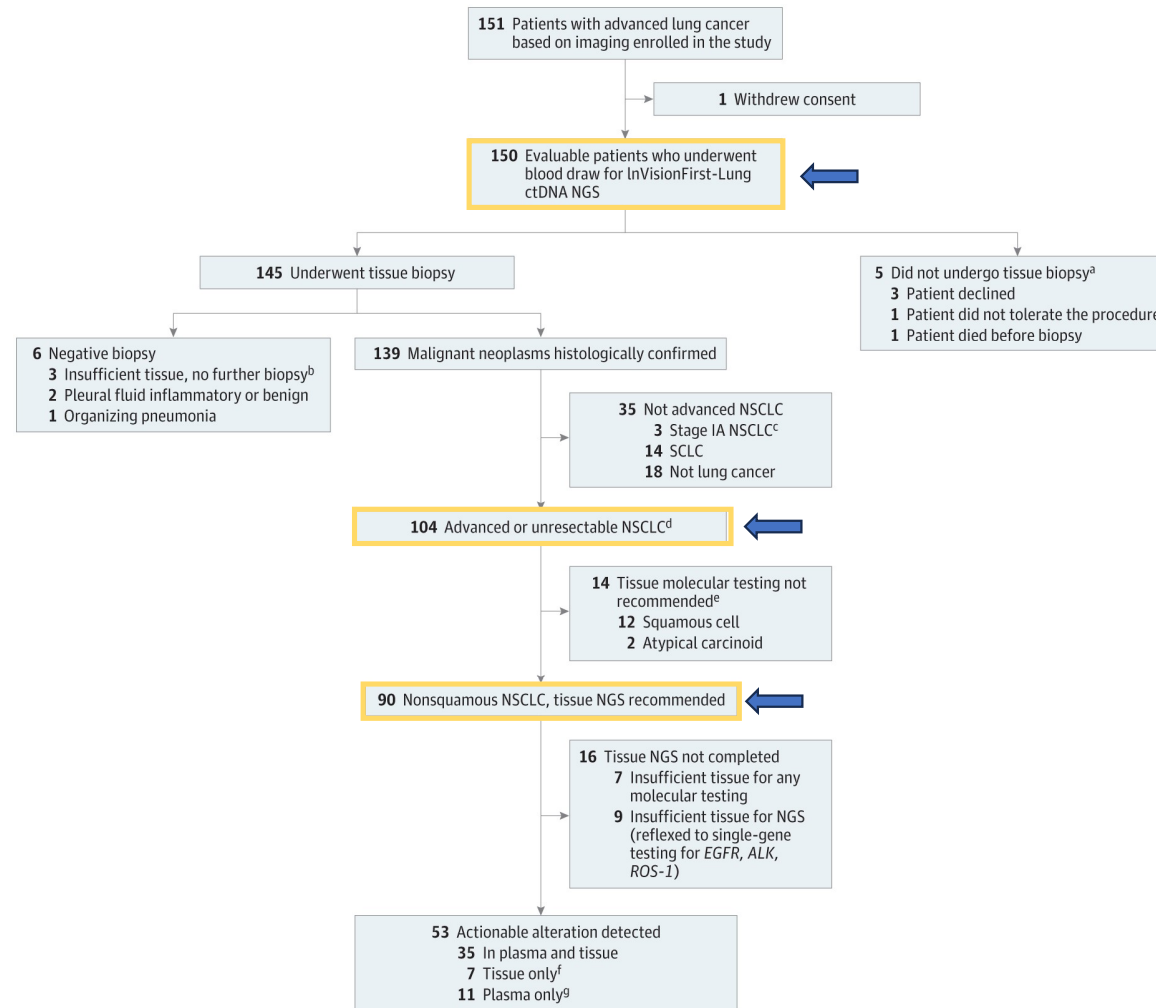 151 Patients with advanced lung cancer
based on imaging enrolled in the study
1 Withdrew consent
150 Evaluable patients who underwent
blood draw for lnVisionFirst-Lung
ctDNA NGS
145 Underwent tissue biopsy
5 Did not undergo tissue biopsyᵃ
3 Patient declined
1 Patient did not tolerate the procedure
1 Patient died before biopsy
6 Negative biopsy
3 Insufficient tissue, no further biopsyᵇ
2 Pleural fluid inflammatory or benign
1 Organizing pneumonia
139 Malignant neoplasms histologically confirmed
35 Not advanced NSCLC
3 Stage IA NSCLCᶜ
14 SCLC
18 Not lung cancer
104 Advanced or unresectable NSCLCᵈ
14 Tissue molecular testing not
recommendedᵉ
12 Squamous cell
2 Atypical carcinoid
90 Nonsquamous NSCLC, tissue NGS recommended
16 Tissue NGS not completed
7 Insufficient tissue for any
molecular testing
9 Insufficient tissue for NGS
(reflexed to single-gene
testing for EGFR, ALK,
ROS-1)
53 Actionable alteration detected
35 In plasma and tissue
7 Tissue onlyᶠ
11 Plasma onlyᵍ